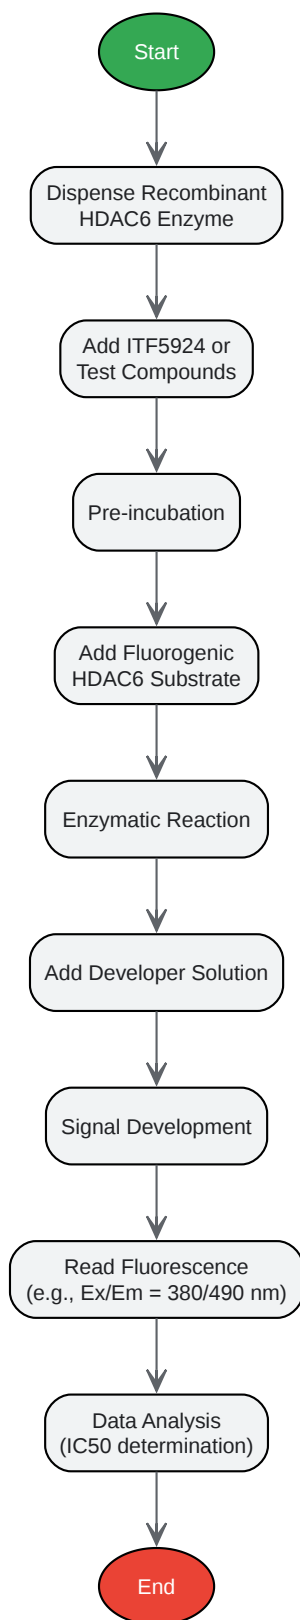 Start
Dispense Recombinant
HDAC6 Enzyme
Add ITF5924 or
Test Compounds
Pre-incubation
Add Fluorogenic
HDAC6 Substrate
Enzymatic Reaction
Add Developer Solution
Signal Development
Read Fluorescence
(e.g., Ex/Em = 380/490 nm)
Data Analysis
(IC50 determination)
End